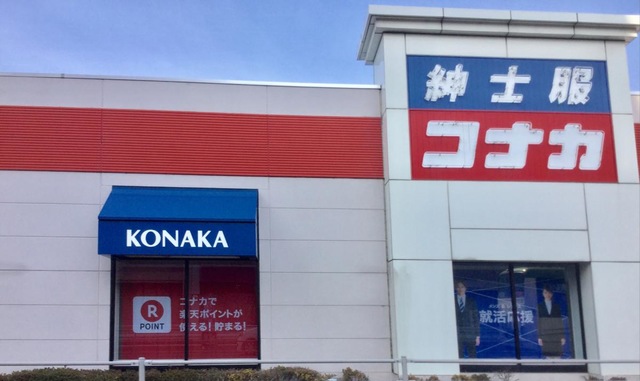 紳士服
コナカ
KONAKA
R
POINT
コナカで
楽天ポイントが
使える!貯まる!
就活応援